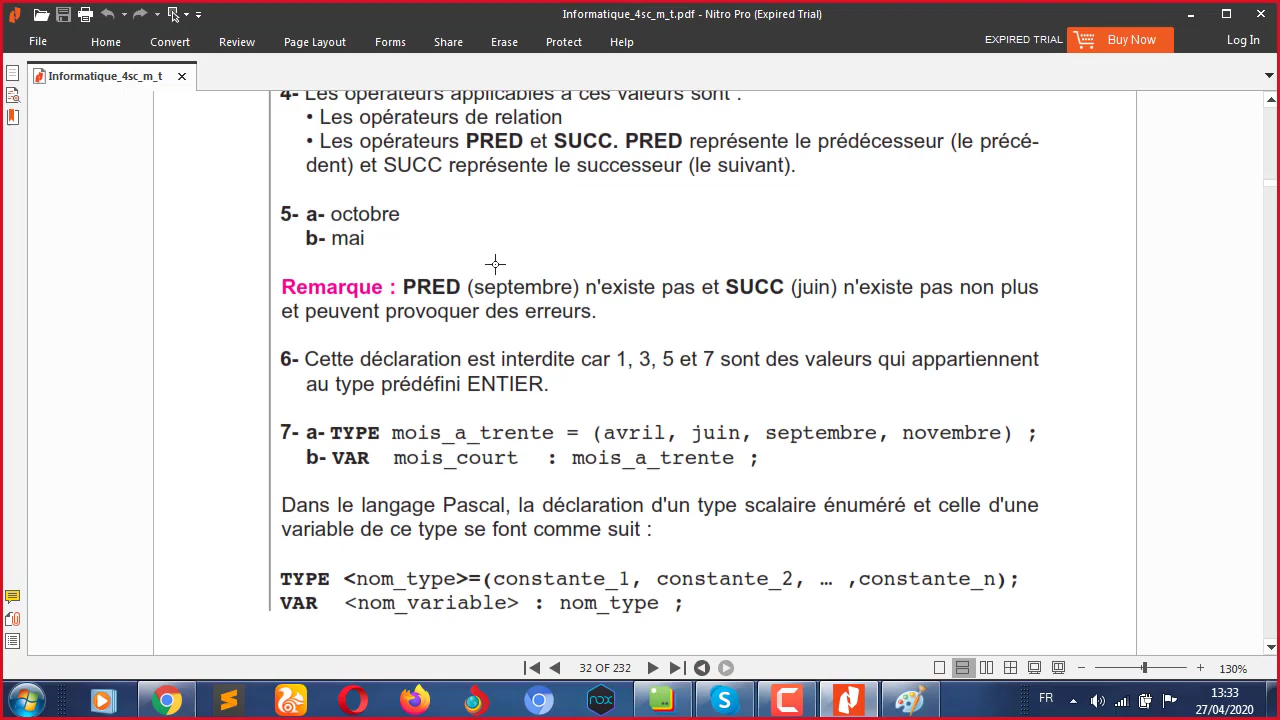 Informatique_4sc_m_t.pdf - Nitro Pro (Expired Trial)
File Home Convert Review Page Layout Forms Share Erase Protect Help EXPIRED TRIAL Buy Now Log In
Informatique_4sc_m_t
4- Les opérateurs applicables à ces valeurs sont :
• Les opérateurs de relation
• Les opérateurs PRED et SUCC. PRED représente le prédécesseur (le précé-
dent) et SUCC représente le successeur (le suivant).
5- a- octobre
b- mai
Remarque : PRED (septembre) n'existe pas et SUCC (juin) n'existe pas non plus
et peuvent provoquer des erreurs.
6- Cette déclaration est interdite car 1, 3, 5 et 7 sont des valeurs qui appartiennent
au type prédéfini ENTIER.
7- a- TYPE mois_a_trente = (avril, juin, septembre, novembre) ;
b- VAR mois_court : mois_a_trente ;
Dans le langage Pascal, la déclaration d'un type scalaire énuméré et celle d'une
variable de ce type se font comme suit :
TYPE <nom_type>=(constante_1, constante_2, … ,constante_n);
VAR <nom_variable> : nom_type ;
32 OF 232
130%
nox
FR
13:33
27/04/2020